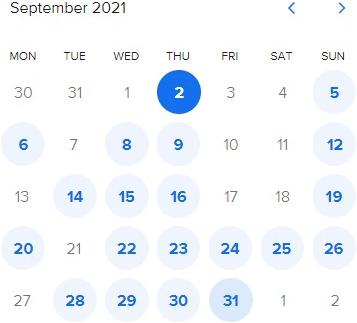 September 2021
MON TUE WED THU FRI SAT SUN
30 31 1 2 3 4 5
6 7 8 9 10 11 12
13 14 15 16 17 18 19
20 21 22 23 24 25 26
27 28 29 30 31 1 2